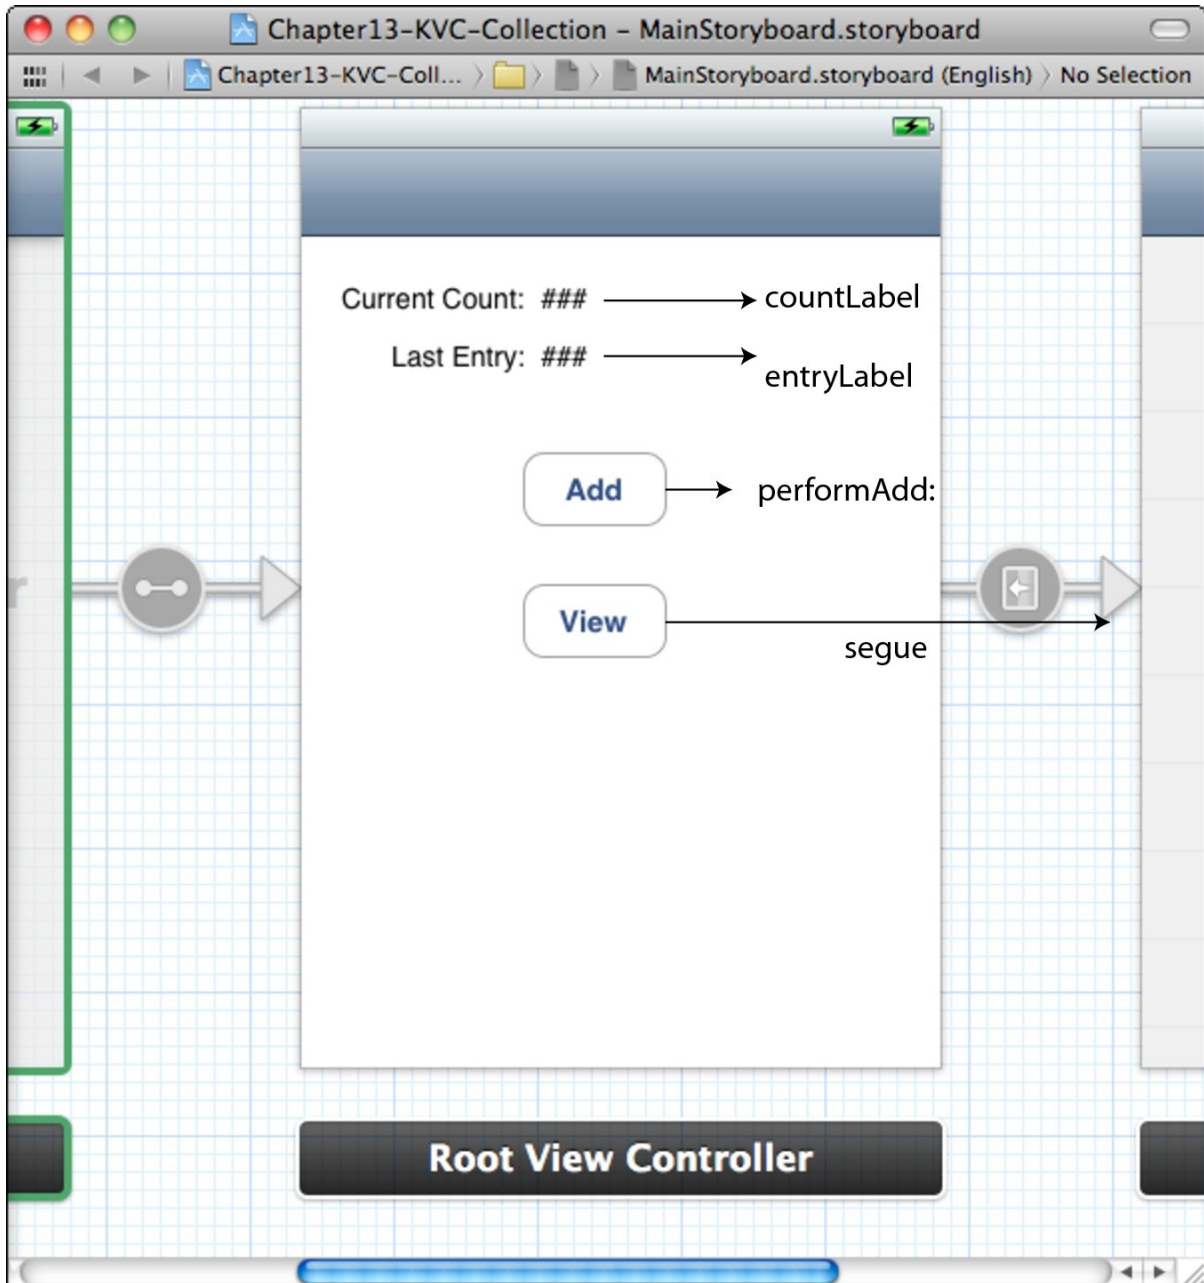 Chapter13-KVC-Collection – MainStoryboard.storyboard
Chapter13-KVC-Coll... MainStoryboard.storyboard (English) No Selection
Current Count: ### countLabel
Last Entry: ###
entryLabel
Add performAdd:
r
View
segue
Root View Controller